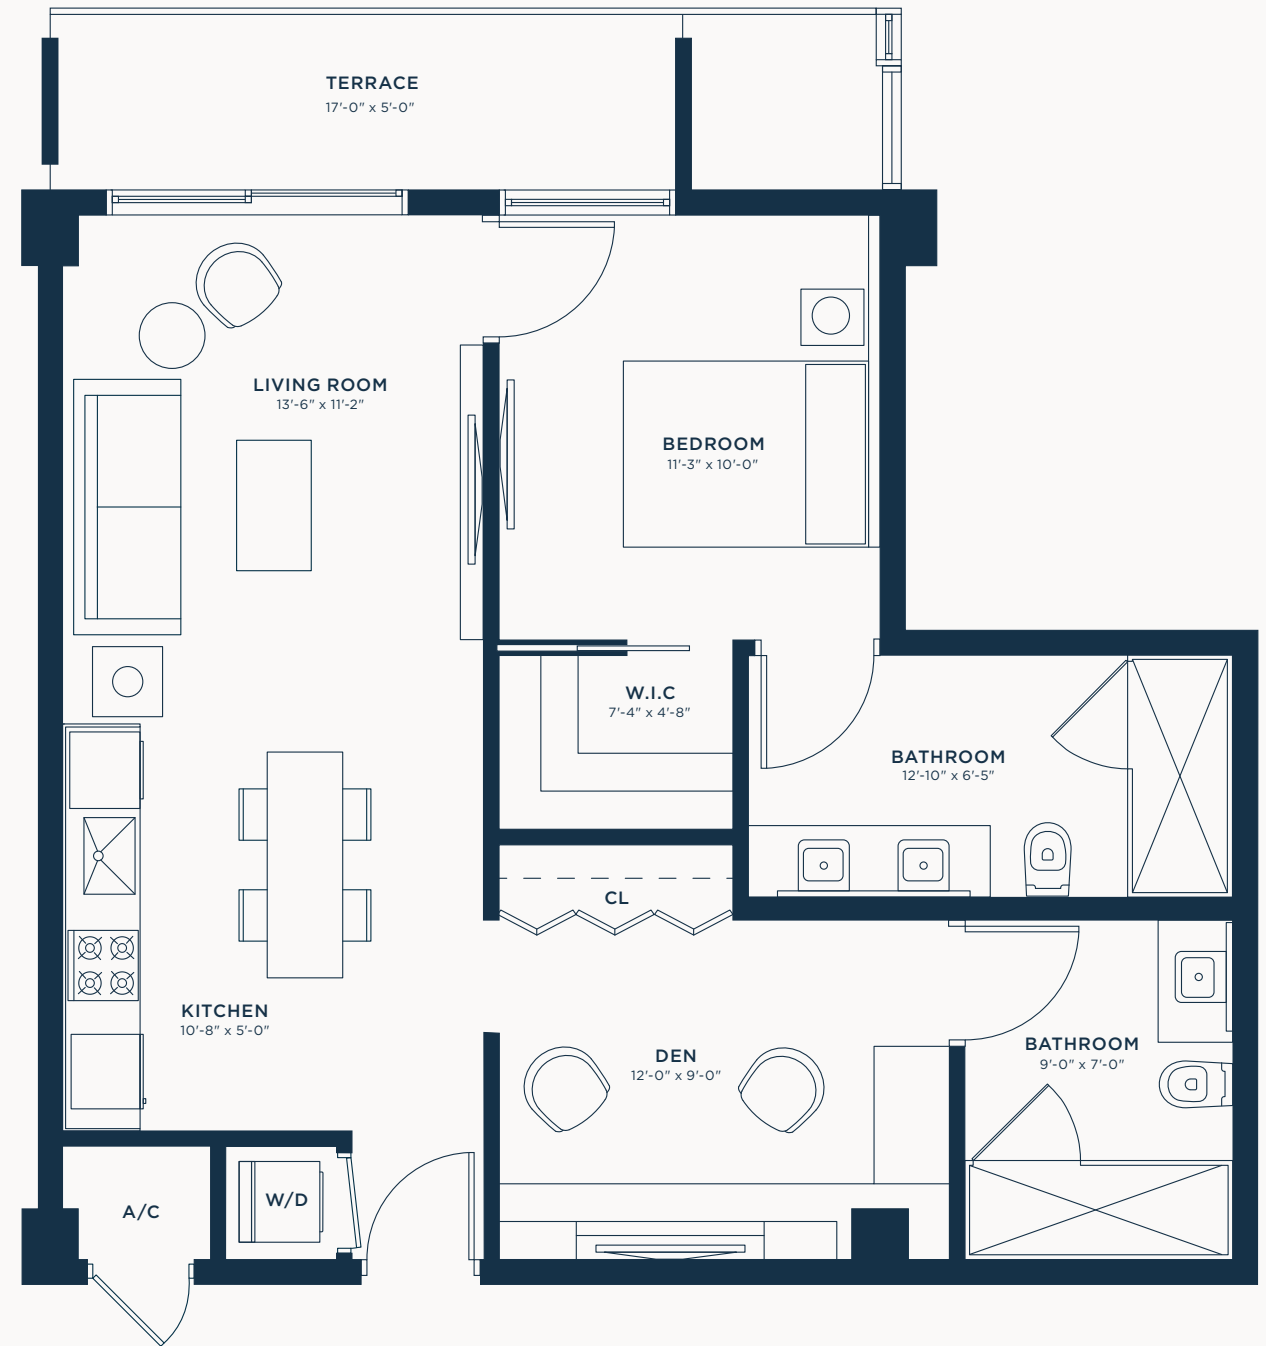 TERRACE
17'-0" x 5'-0"
LIVING ROOM
13'-6" x 11'-2"
BEDROOM
11'-3" x 10'-0"
W.I.C
7'-4" x 4'-8"
BATHROOM
12'-10" x 6'-5"
CL
KITCHEN
10'-8" x 5'-0"
DEN
12'-0" x 9'-0"
BATHROOM
9'-0" x 7'-0"
A/C
W/D